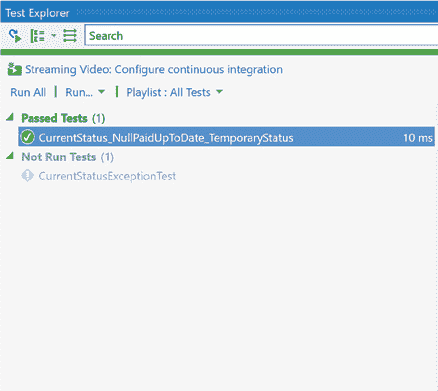 Test Explorer
Search
Streaming Video: Configure continuous integration
Run All | Run... | Playlist : All Tests
Passed Tests (1)
CurrentStatus_NullPaidUpToDate_TemporaryStatus 10 ms
Not Run Tests (1)
CurrentStatusExceptionTest